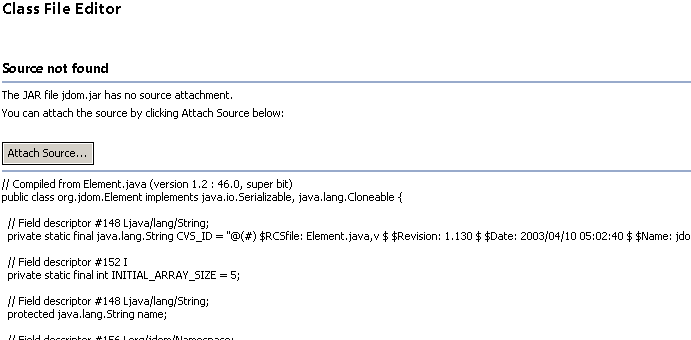 Class File Editor
Source not found
The JAR file jdom.jar has no source attachment.
You can attach the source by clicking Attach Source below:
Attach Source...
// Compiled from Element.java (version 1.2 : 46.0, super bit)
public class org.jdom.Element implements java.io.Serializable, java.lang.Cloneable {
// Field descriptor #148 Ljava/lang/String;
private static final java.lang.String CVS_ID = "@(#) $RCSfile: Element.java,v $ $Revision: 1.130 $ $Date: 2003/04/10 05:02:40 $ $Name: jdo
// Field descriptor #152 I
private static final int INITIAL_ARRAY_SIZE = 5;
// Field descriptor #148 Ljava/lang/String;
protected java.lang.String name;
// Field descriptor #156 Lorg/jdom/Namespace;